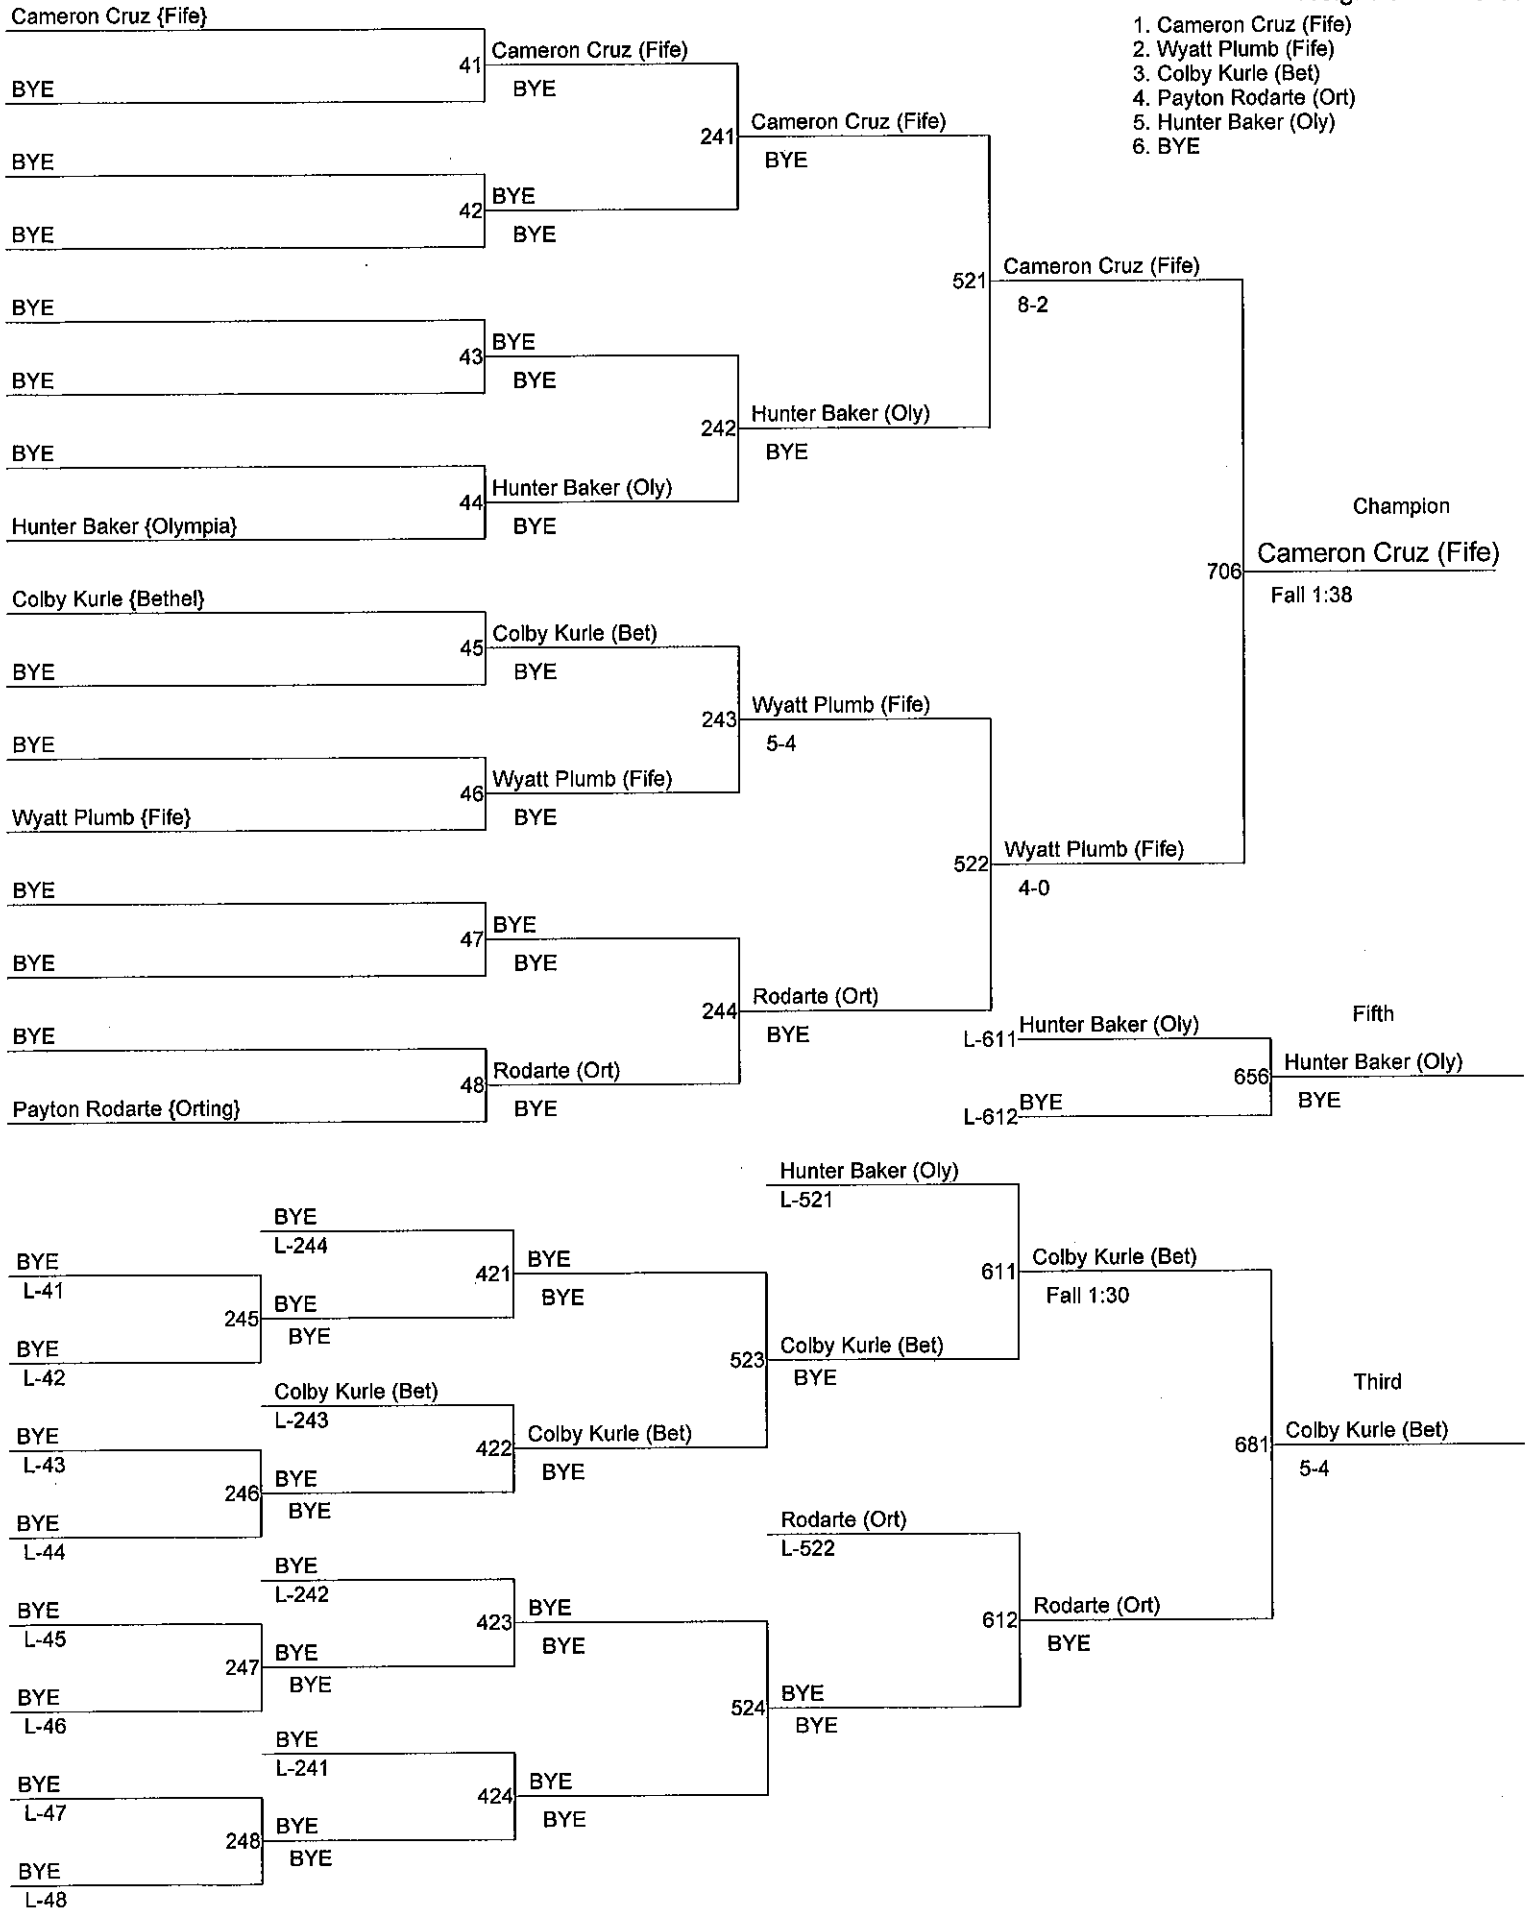 1. Cameron Cruz (Fife)
2. Wyatt Plumb (Fife)
3. Colby Kurle (Bet)
4. Payton Rodarte (Ort)
5. Hunter Baker (Oly)
6. BYE
Cameron Cruz {Fife}
BYE
41
BYE
BYE
42
BYE
BYE
43
BYE
Hunter Baker {Olympia}
44
Colby Kurle {Bethel}
BYE
45
BYE
Wyatt Plumb {Fife}
46
BYE
BYE
47
BYE
Payton Rodarte {Orting}
48
Cameron Cruz (Fife)
BYE
241
BYE
BYE
BYE
BYE
242
Hunter Baker (Oly)
BYE
Colby Kurle (Bet)
BYE
243
Wyatt Plumb (Fife)
BYE
BYE
BYE
244
Rodarte (Ort)
BYE
Cameron Cruz (Fife)
BYE
521
Hunter Baker (Oly)
BYE
Wyatt Plumb (Fife)
5-4
522
Rodarte (Ort)
BYE
Cameron Cruz (Fife)
8-2
706
Wyatt Plumb (Fife)
4-0
Champion
Cameron Cruz (Fife)
Fall 1:38
L-611 Hunter Baker (Oly)
656
L-612 BYE
Fifth
Hunter Baker (Oly)
BYE
BYE
L-41
245
BYE
L-42
BYE
L-43
246
BYE
L-44
BYE
L-45
247
BYE
L-46
BYE
L-47
248
BYE
L-48
BYE
L-244
421
BYE
BYE
Colby Kurle (Bet)
L-243
422
BYE
BYE
BYE
L-242
423
BYE
BYE
BYE
L-241
424
BYE
BYE
BYE
BYE
523
Colby Kurle (Bet)
BYE
BYE
BYE
524
BYE
BYE
Hunter Baker (Oly)
L-521
611
Colby Kurle (Bet)
BYE
Rodarte (Ort)
L-522
612
BYE
BYE
Colby Kurle (Bet)
Fall 1:30
681
Rodarte (Ort)
BYE
Third
Colby Kurle (Bet)
5-4